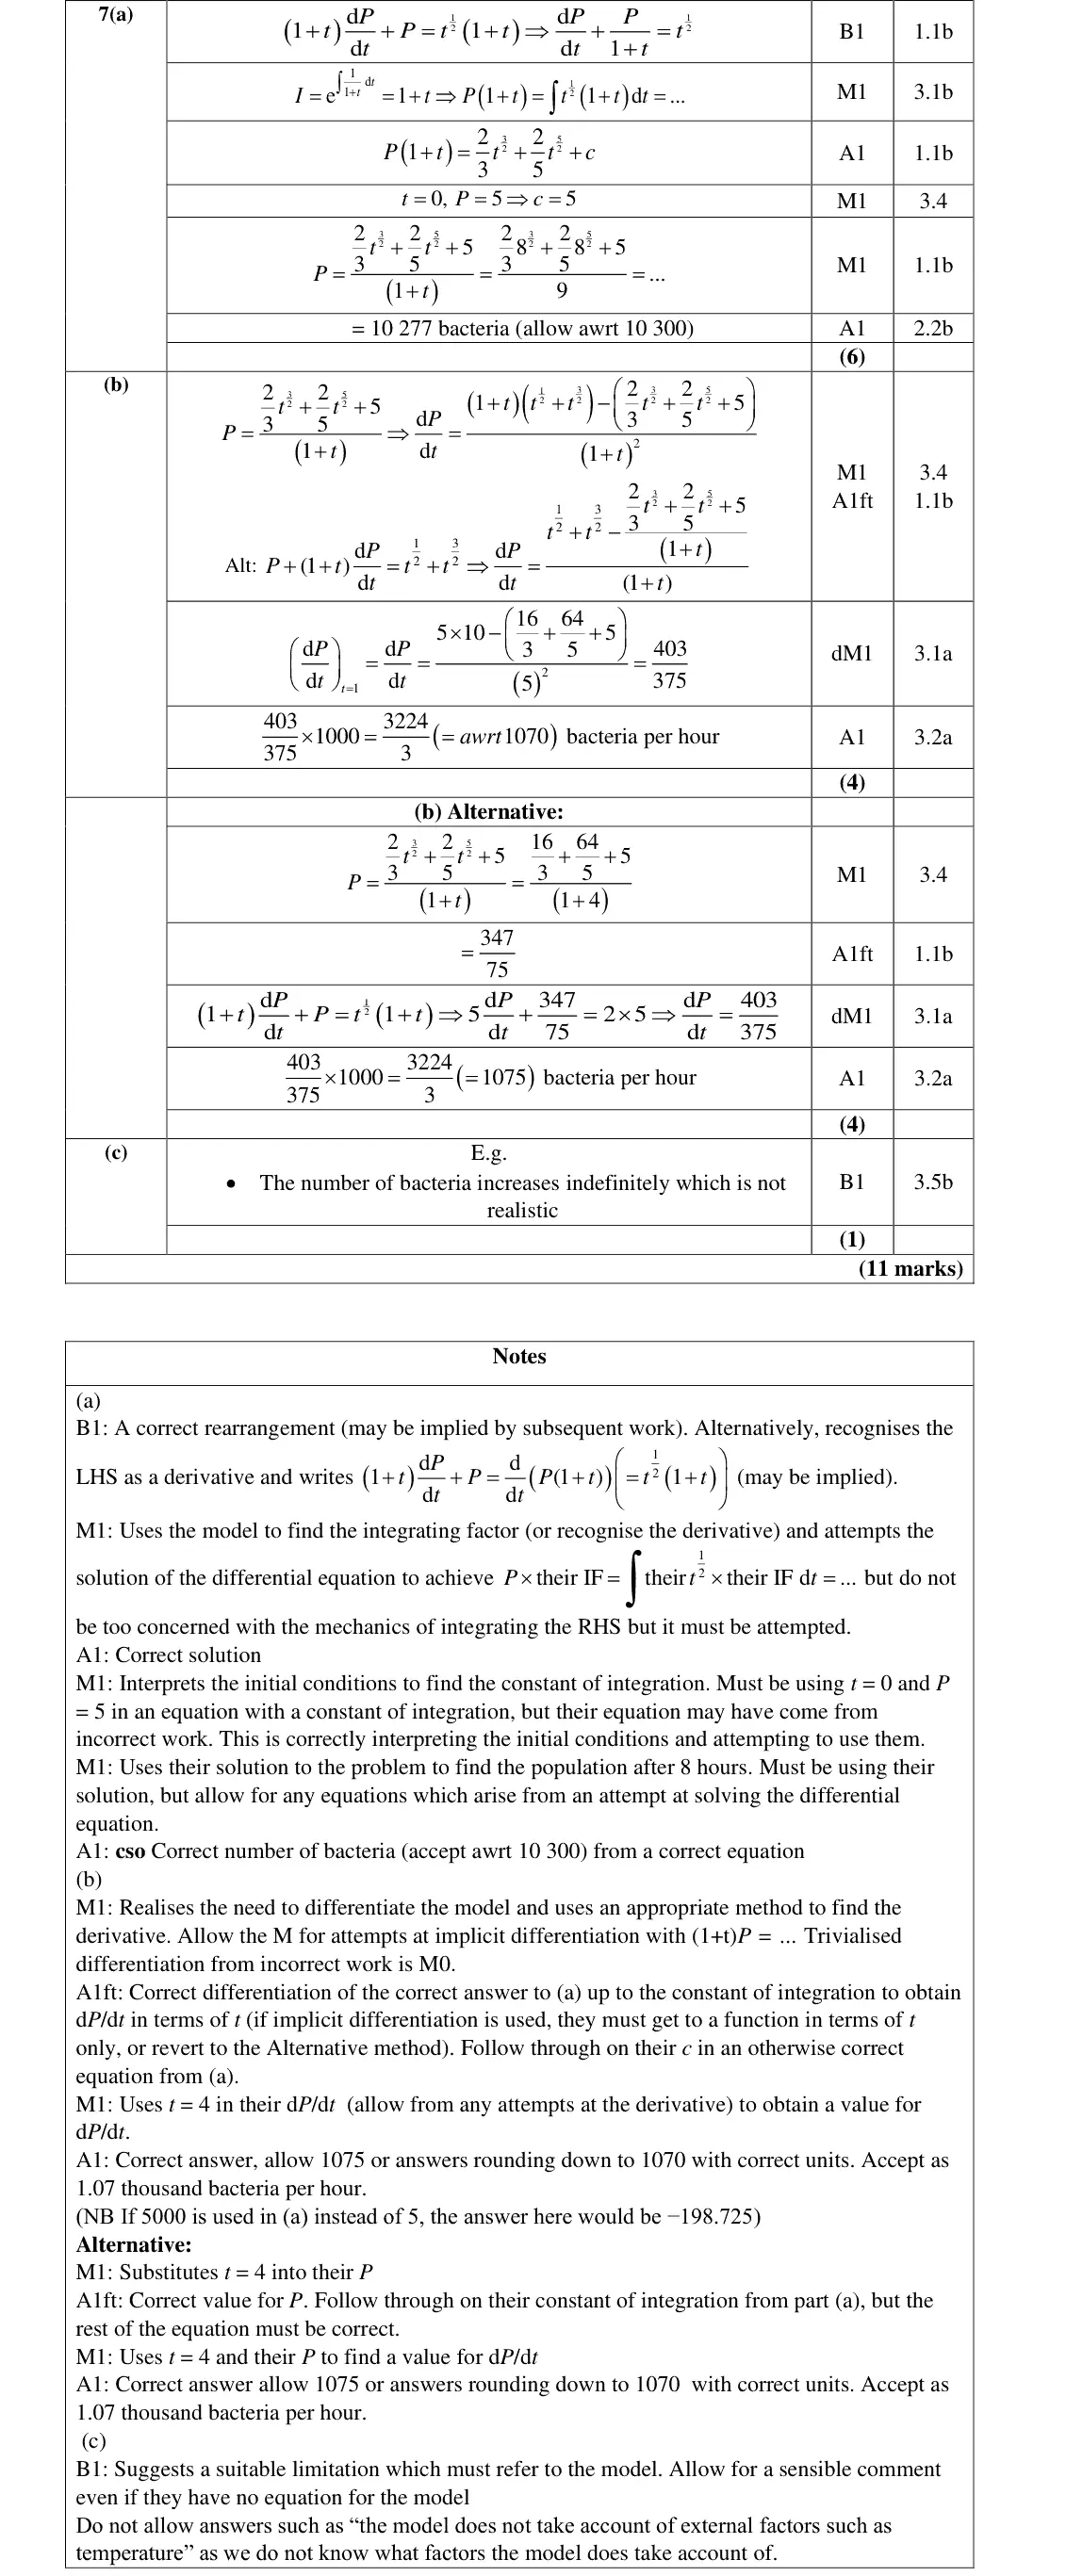 7(a)
(1+t) dP/dt + P = t^(1/2) (1+t) ⇒ dP/dt + P/(1+t) = t^(1/2)
B1 1.1b
I = e^(∫ 1/(1+t) dt) = 1+t ⇒ P(1+t) = ∫ t^(1/2) (1+t) dt = ...
M1 3.1b
P(1+t) = 2/3 t^(3/2) + 2/5 t^(5/2) + c
A1 1.1b
t = 0, P = 5 ⇒ c = 5
M1 3.4
P = (2/3 t^(3/2) + 2/5 t^(5/2) + 5)/(1+t) = (2/3 8^(3/2) + 2/5 8^(5/2) + 5)/9 = ...
M1 1.1b
= 10 277 bacteria (allow awrt 10 300)
A1 2.2b
(6)
(b)
P = (2/3 t^(3/2) + 2/5 t^(5/2) + 5)/(1+t) ⇒ dP/dt = ((1+t)(t^(1/2) + t^(3/2)) − (2/3 t^(3/2) + 2/5 t^(5/2) + 5))/(1+t)^2
Alt: P + (1+t) dP/dt = t^(1/2) + t^(3/2) ⇒ dP/dt = (t^(1/2) + t^(3/2) − (2/3 t^(3/2) + 2/5 t^(5/2) + 5)/(1+t))/(1+t)
M1 3.4
A1ft 1.1b
(dP/dt)_(t=1) = dP/dt = (5×10 − (16/3 + 64/5 + 5))/(5)^2 = 403/375
dM1 3.1a
403/375 ×1000 = 3224/3 (= awrt1070) bacteria per hour
A1 3.2a
(4)
(b) Alternative:
P = (2/3 t^(3/2) + 2/5 t^(5/2) + 5)/(1+t) = (16/3 + 64/5 + 5)/(1+4)
M1 3.4
= 347/75
A1ft 1.1b
(1+t) dP/dt + P = t^(1/2) (1+t) ⇒ 5 dP/dt + 347/75 = 2×5 ⇒ dP/dt = 403/375
dM1 3.1a
403/375 ×1000 = 3224/3 (=1075) bacteria per hour
A1 3.2a
(4)
(c)
E.g.
• The number of bacteria increases indefinitely which is not
realistic
B1 3.5b
(1)
(11 marks)
Notes
(a)
B1: A correct rearrangement (may be implied by subsequent work). Alternatively, recognises the
LHS as a derivative and writes (1+t) dP/dt + P = d/dt (P(1+t)) (= t^(1/2) (1+t)) (may be implied).
M1: Uses the model to find the integrating factor (or recognise the derivative) and attempts the
solution of the differential equation to achieve P × their IF = ∫ their t^(1/2) × their IF dt = ... but do not
be too concerned with the mechanics of integrating the RHS but it must be attempted.
A1: Correct solution
M1: Interprets the initial conditions to find the constant of integration. Must be using t = 0 and P
= 5 in an equation with a constant of integration, but their equation may have come from
incorrect work. This is correctly interpreting the initial conditions and attempting to use them.
M1: Uses their solution to the problem to find the population after 8 hours. Must be using their
solution, but allow for any equations which arise from an attempt at solving the differential
equation.
A1: cso Correct number of bacteria (accept awrt 10 300) from a correct equation
(b)
M1: Realises the need to differentiate the model and uses an appropriate method to find the
derivative. Allow the M for attempts at implicit differentiation with (1+t)P = … Trivialised
differentiation from incorrect work is M0.
A1ft: Correct differentiation of the correct answer to (a) up to the constant of integration to obtain
dP/dt in terms of t (if implicit differentiation is used, they must get to a function in terms of t
only, or revert to the Alternative method). Follow through on their c in an otherwise correct
equation from (a).
M1: Uses t = 4 in their dP/dt (allow from any attempts at the derivative) to obtain a value for
dP/dt.
A1: Correct answer, allow 1075 or answers rounding down to 1070 with correct units. Accept as
1.07 thousand bacteria per hour.
(NB If 5000 is used in (a) instead of 5, the answer here would be −198.725)
Alternative:
M1: Substitutes t = 4 into their P
A1ft: Correct value for P. Follow through on their constant of integration from part (a), but the
rest of the equation must be correct.
M1: Uses t = 4 and their P to find a value for dP/dt
A1: Correct answer allow 1075 or answers rounding down to 1070 with correct units. Accept as
1.07 thousand bacteria per hour.
(c)
B1: Suggests a suitable limitation which must refer to the model. Allow for a sensible comment
even if they have no equation for the model
Do not allow answers such as “the model does not take account of external factors such as
temperature” as we do not know what factors the model does take account of.